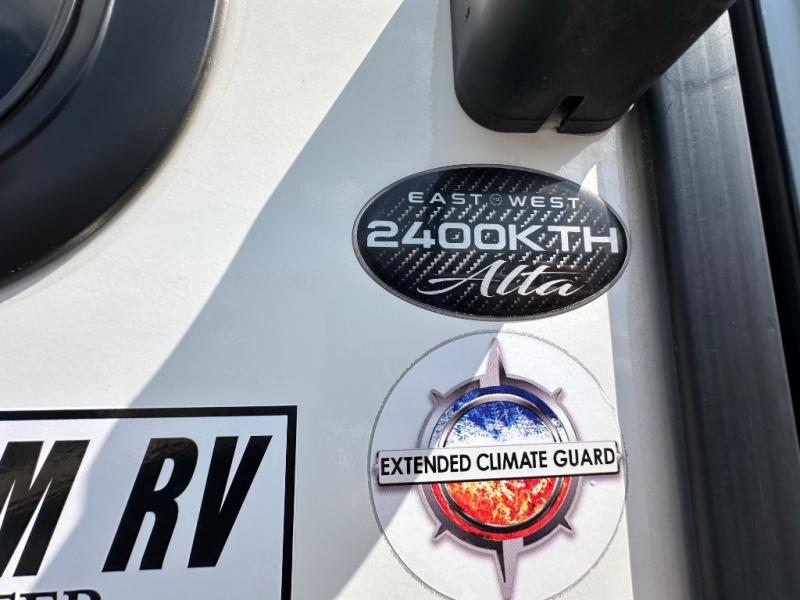 EAST WEST
2400KTH
Alta
EXTENDED CLIMATE GUARD
M RV